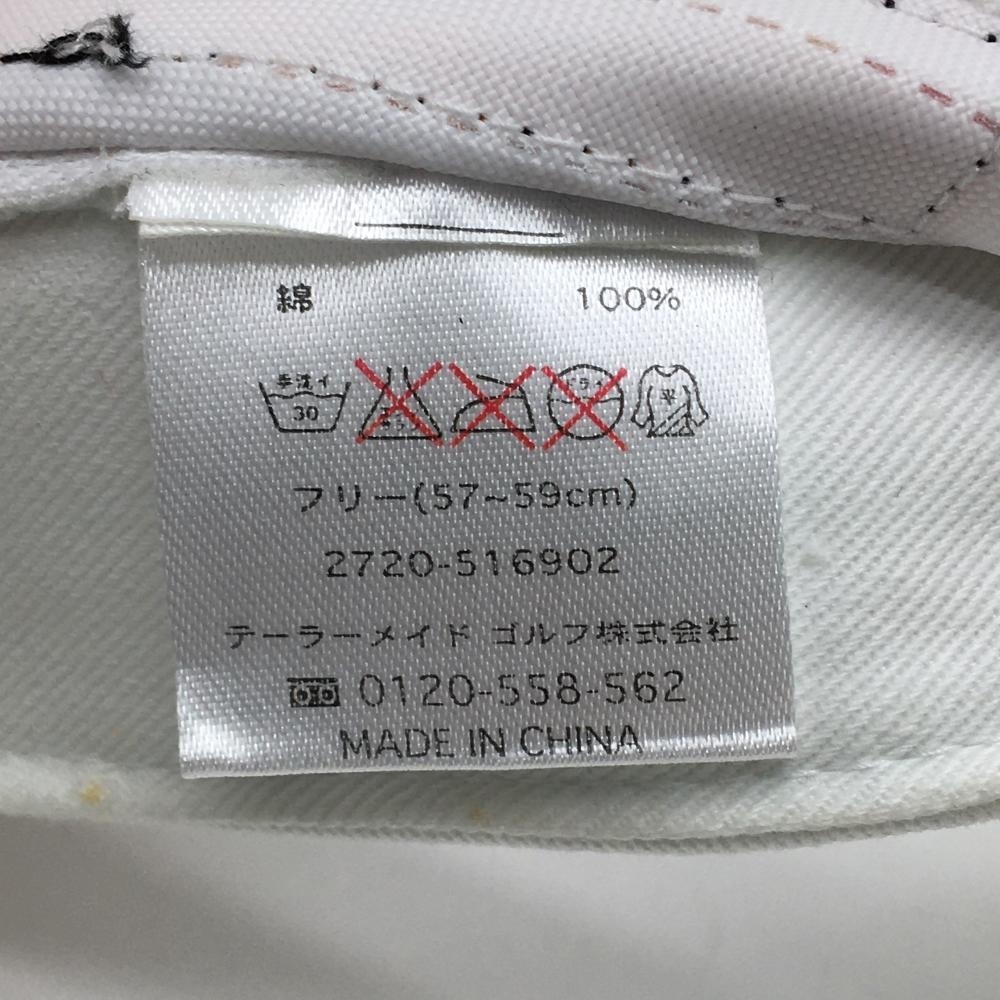 綿 100%
手洗イ
30
平
フリー(57~59cm)
2720-516902
テーラーメイド ゴルフ株式会社
0120-558-562
MADE IN CHINA